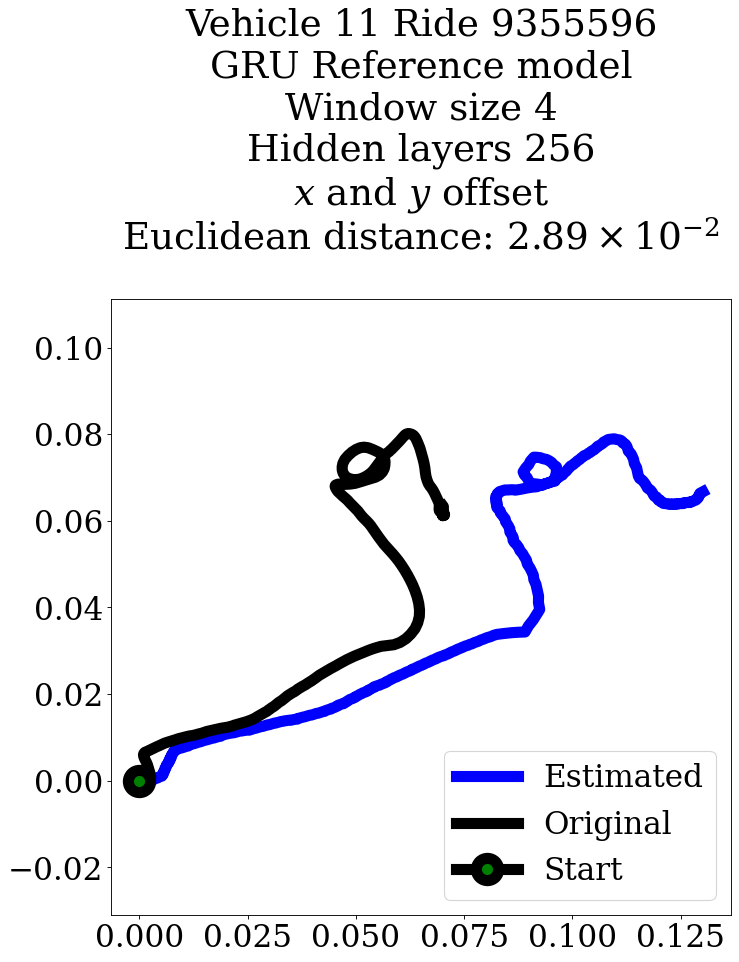 Vehicle 11 Ride 9355596
GRU Reference model
Window size 4
Hidden layers 256
x and y offset
Euclidean distance: 2.89 × 10⁻²
0.10
0.08
0.06
0.04
0.02
0.00
−0.02
Estimated
Original
Start
0.000 0.025 0.050 0.075 0.100 0.125